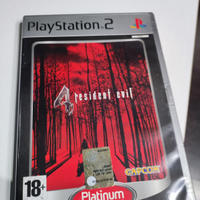 PlayStation 2
4 resident evil
CAPCOM
18+
Platinum